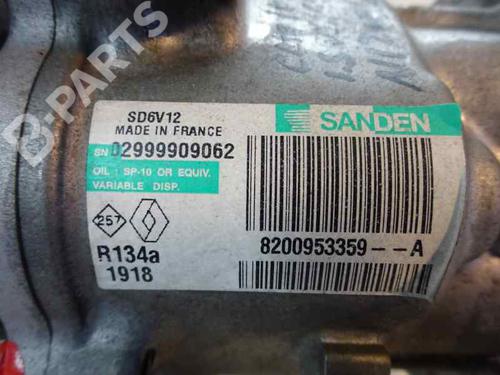 B-PARTS
SD6V12
MADE IN FRANCE
SN 02999909062
OIL : SP-10 OR EQUIV.
VARIABLE DISP.
SANDEN
257
R134a
1918
8200953359--A